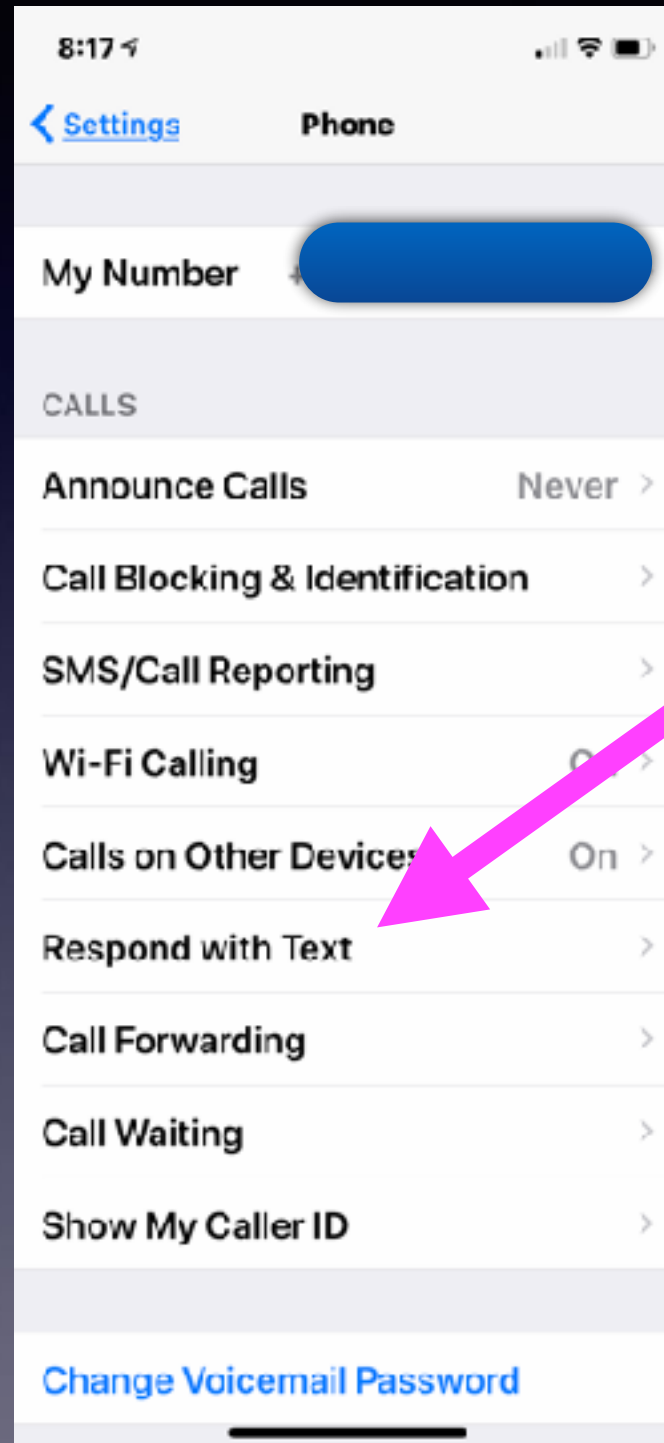 8:17
Settings Phone
My Number +
CALLS
Announce Calls Never
Call Blocking & Identification
SMS/Call Reporting
Wi-Fi Calling
Calls on Other Devices On
Respond with Text
Call Forwarding
Call Waiting
Show My Caller ID
Change Voicemail Password